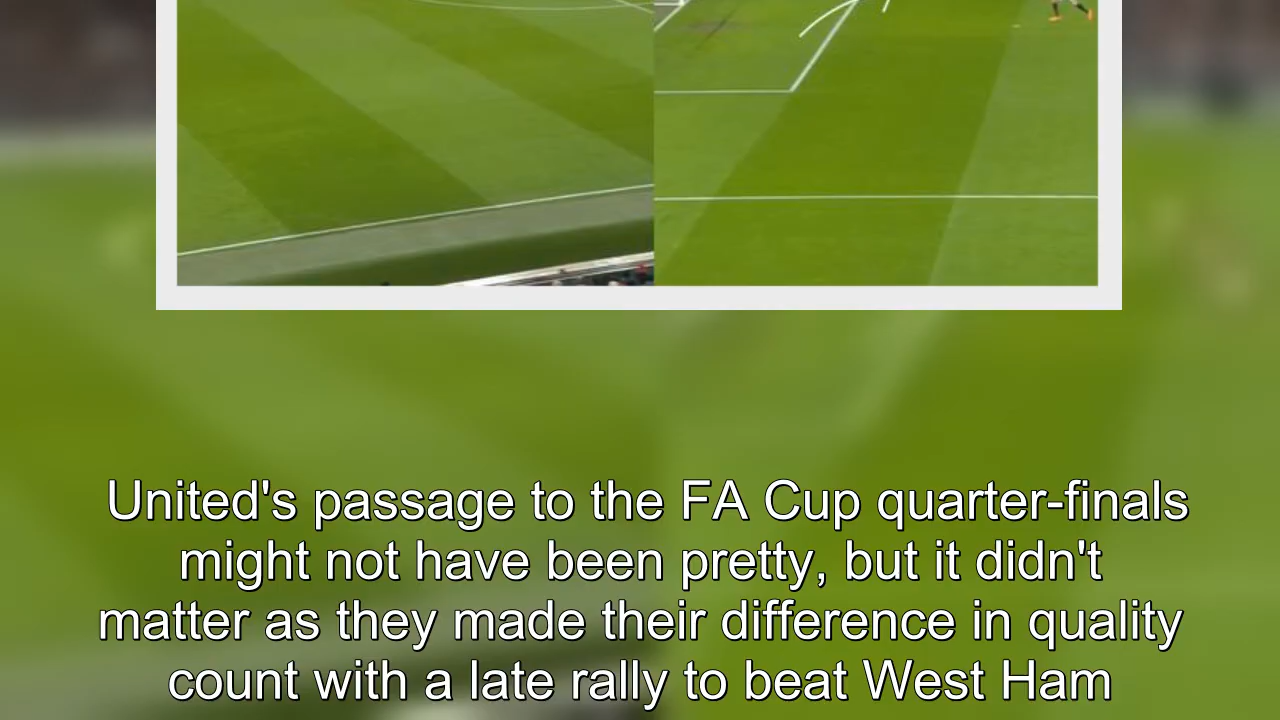 United's passage to the FA Cup quarter-finals
might not have been pretty, but it didn't
matter as they made their difference in quality
count with a late rally to beat West Ham